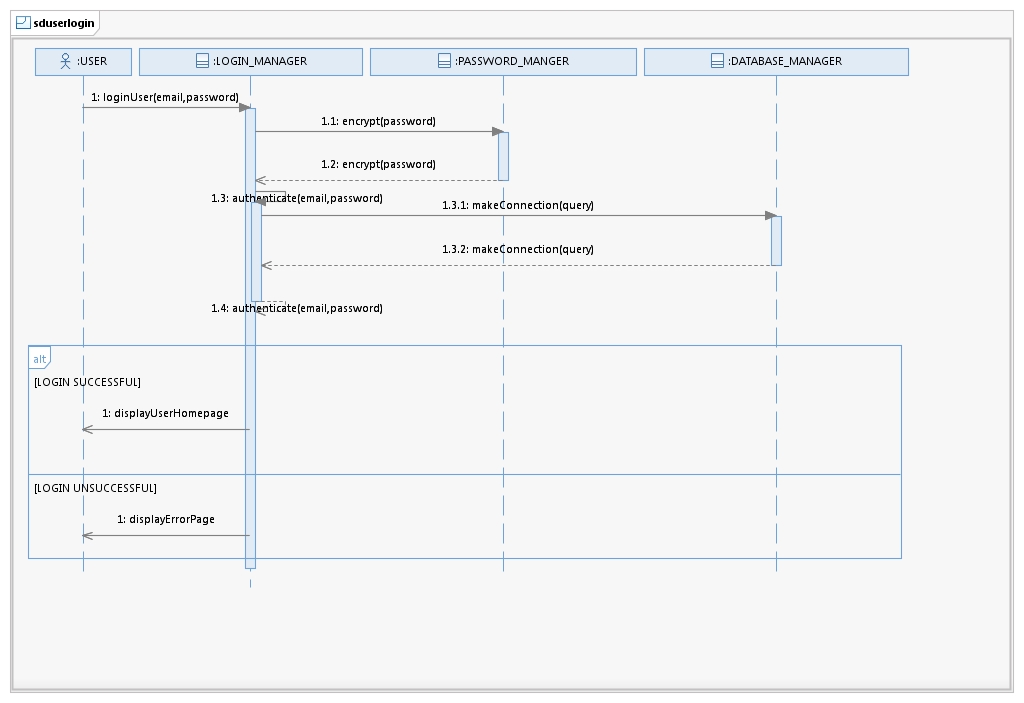 sduserlogin
:USER
:LOGIN_MANAGER
:PASSWORD_MANGER
:DATABASE_MANAGER
1: loginUser(email,password)
1.1: encrypt(password)
1.2: encrypt(password)
1.3: authenticate(email,password)
1.3.1: makeConnection(query)
1.3.2: makeConnection(query)
1.4: authenticate(email,password)
alt
[LOGIN SUCCESSFUL]
1: displayUserHomepage
[LOGIN UNSUCCESSFUL]
1: displayErrorPage